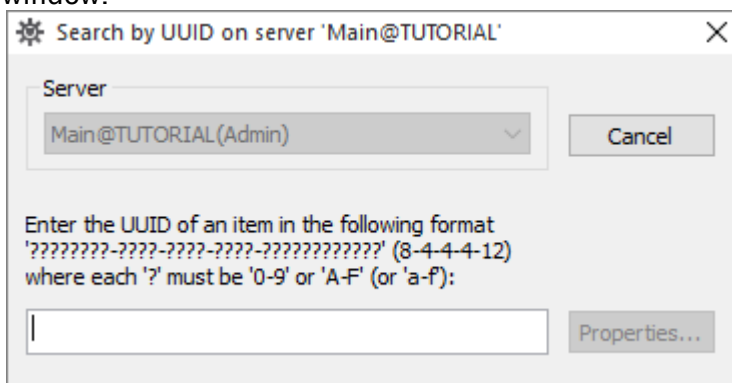 window.
Search by UUID on server 'Main@TUTORIAL'
Server
Main@TUTORIAL(Admin)
Cancel
Enter the UUID of an item in the following format
'????????-????-????-????-????????????' (8-4-4-4-12)
where each '?' must be '0-9' or 'A-F' (or 'a-f'):
Properties...